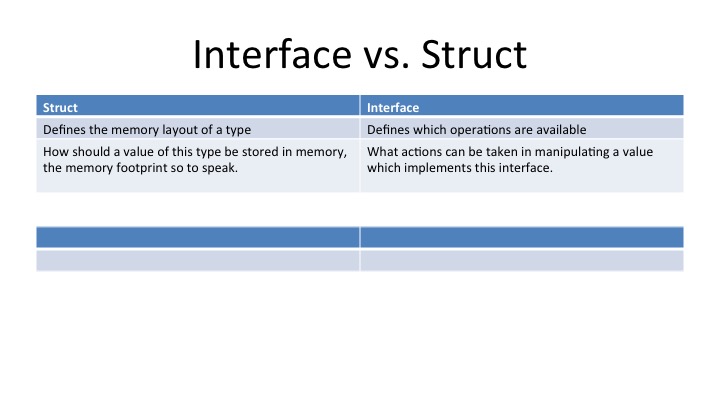 Interface vs. Struct
Struct
Interface
Defines the memory layout of a type
Defines which operations are available
How should a value of this type be stored in memory,
the memory footprint so to speak.
What actions can be taken in manipulating a value
which implements this interface.